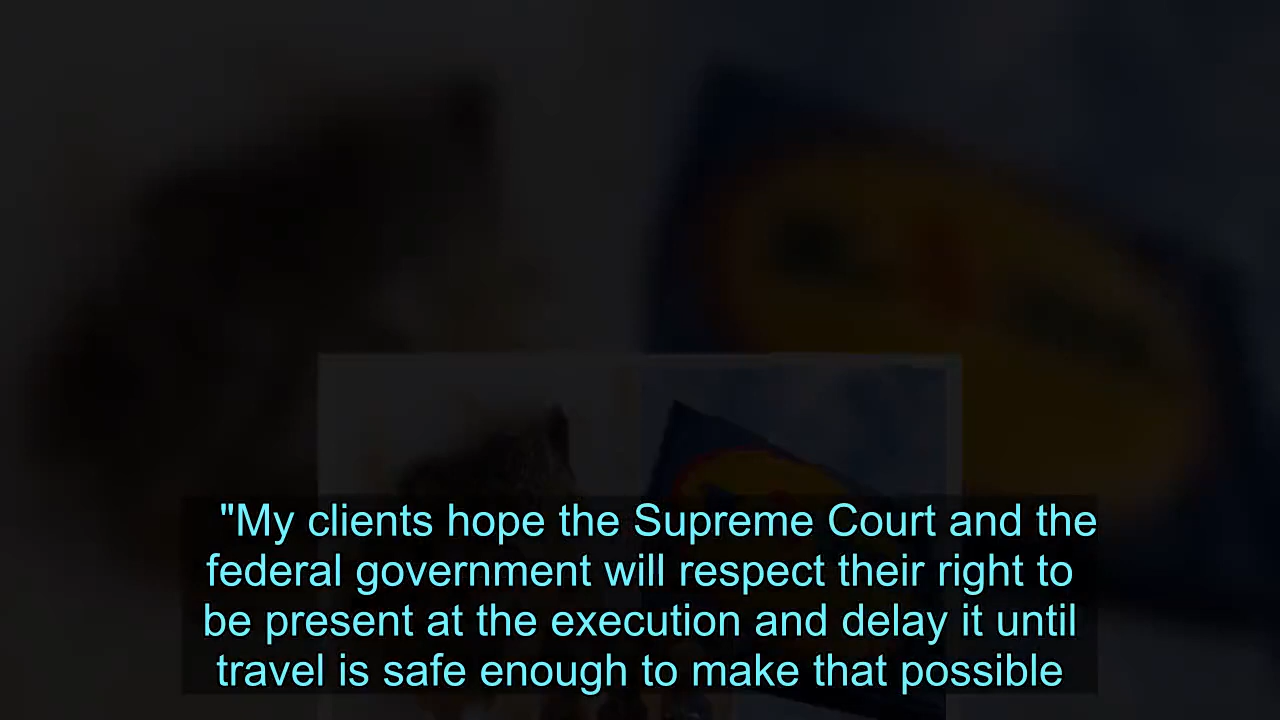 "My clients hope the Supreme Court and the
federal government will respect their right to
be present at the execution and delay it until
travel is safe enough to make that possible